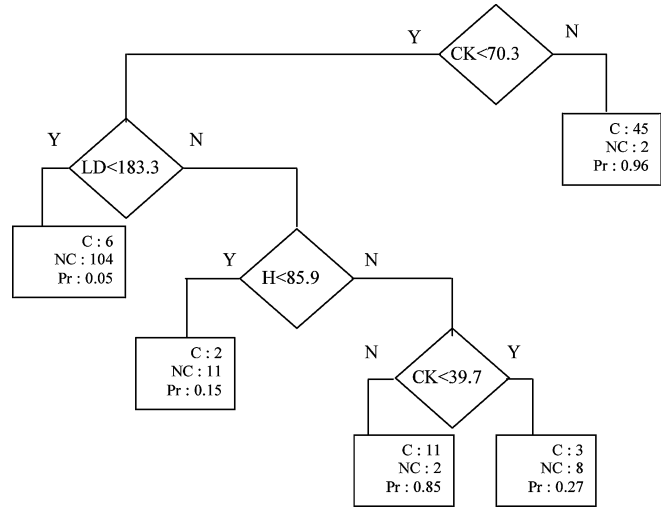 Y
CK<70.3
N
C : 45
NC : 2
Pr : 0.96
Y
LD<183.3
N
C : 6
NC : 104
Pr : 0.05
Y
H<85.9
N
C : 2
NC : 11
Pr : 0.15
N
CK<39.7
Y
C : 11
NC : 2
Pr : 0.85
C : 3
NC : 8
Pr : 0.27